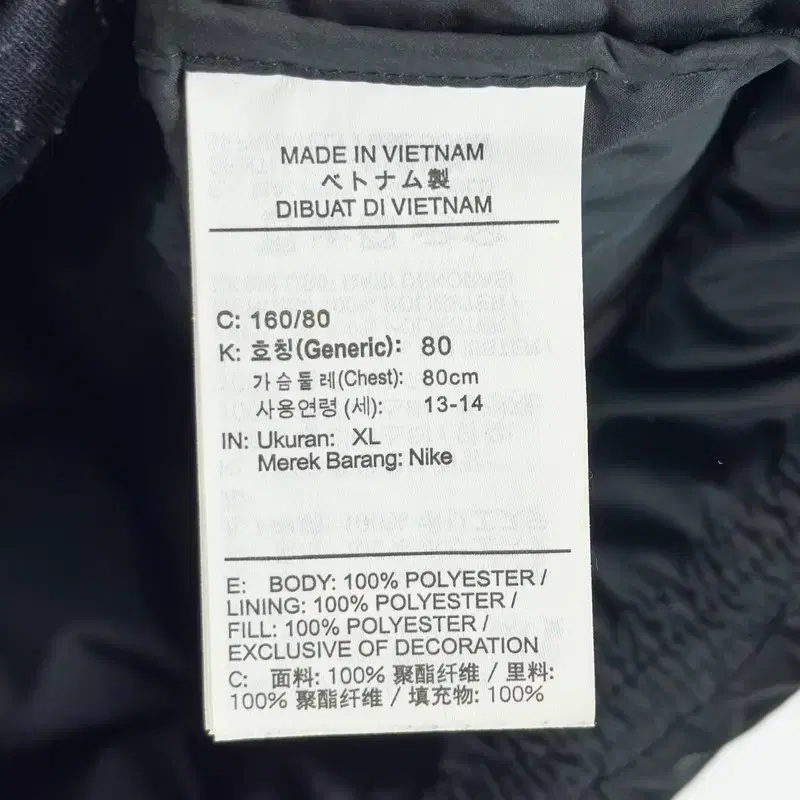 MADE IN VIETNAM
ベトナム製
DIBUAT DI VIETNAM
C: 160/80
K: 호칭(Generic): 80
가슴둘레(Chest): 80cm
사용연령(세): 13-14
IN: Ukuran: XL
Merek Barang: Nike
E: BODY: 100% POLYESTER /
LINING: 100% POLYESTER /
FILL: 100% POLYESTER /
EXCLUSIVE OF DECORATION
C: 面料: 100% 聚酯纤维 / 里料:
100% 聚酯纤维 / 填充物: 100%